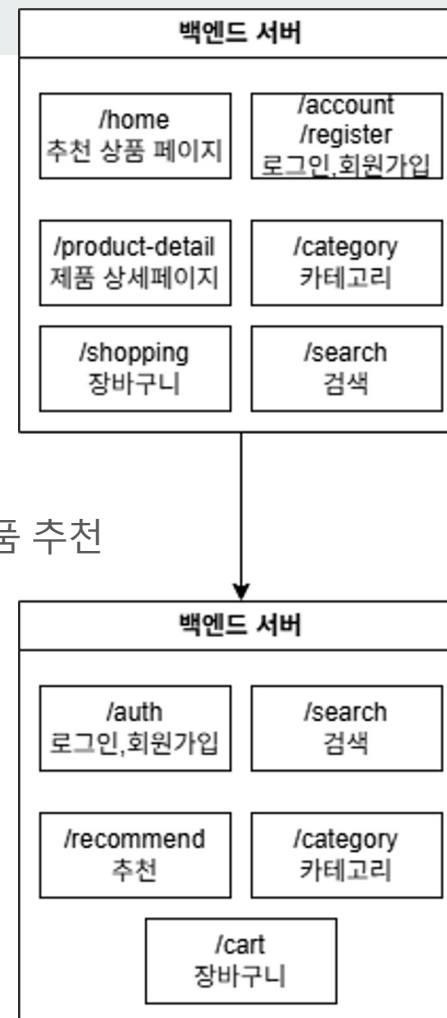 백엔드 서버
/home
추천 상품 페이지
/account
/register
로그인,회원가입
/product-detail
제품 상세페이지
/category
카테고리
/shopping
장바구니
/search
검색
품 추천
백엔드 서버
/auth
로그인,회원가입
/search
검색
/recommend
추천
/category
카테고리
/cart
장바구니